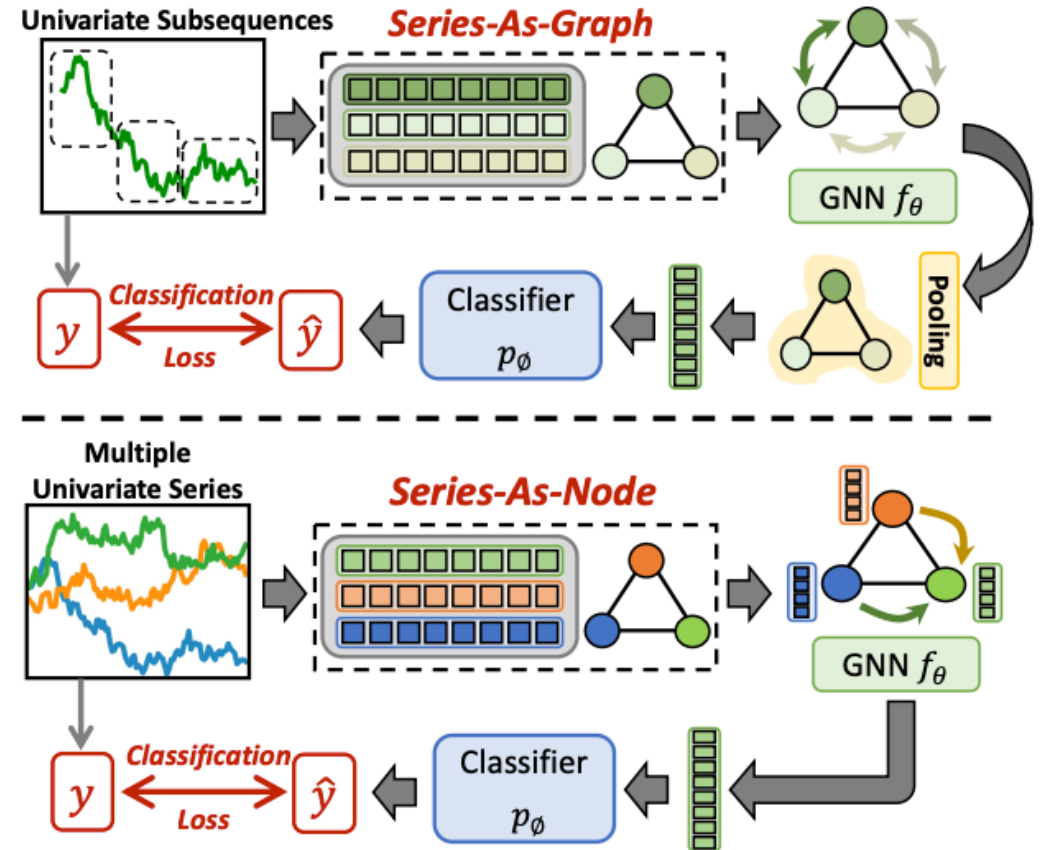 Univariate Subsequences
Series-As-Graph
GNN fθ
Pooling
Classifier
p∅
Classification
Loss
y
ŷ
Multiple
Univariate Series
Series-As-Node
GNN fθ
Classifier
p∅
Classification
Loss
y
ŷ